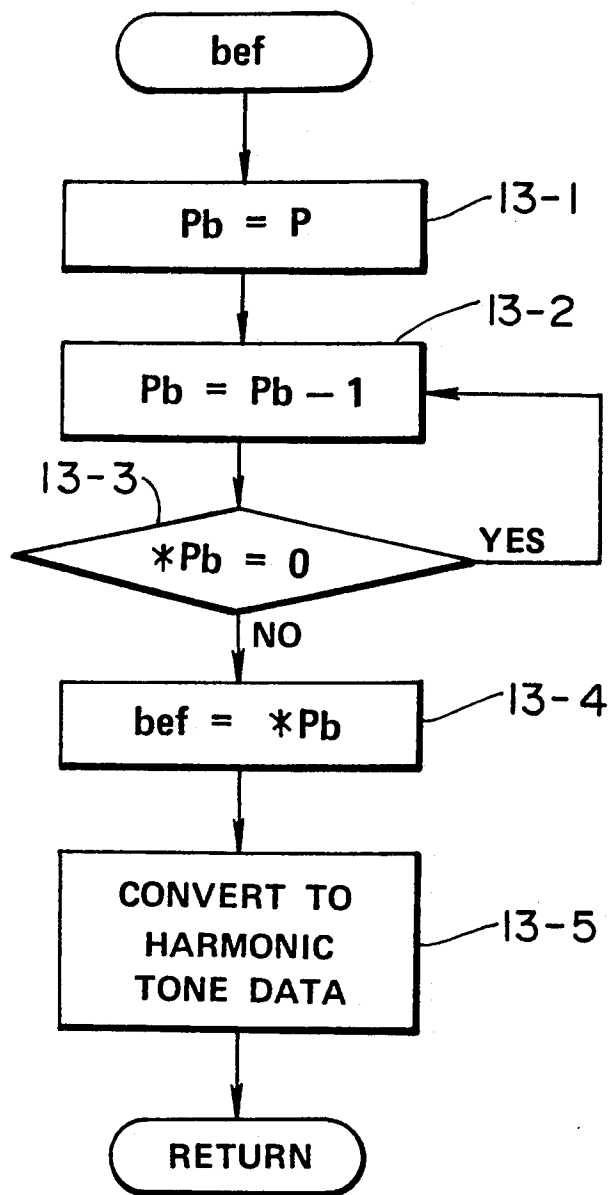 bef
Pb = P
13-1
13-2
Pb = Pb - 1
13-3
*Pb = 0
YES
NO
bef = *Pb
13-4
CONVERT TO
HARMONIC
TONE DATA
13-5
RETURN